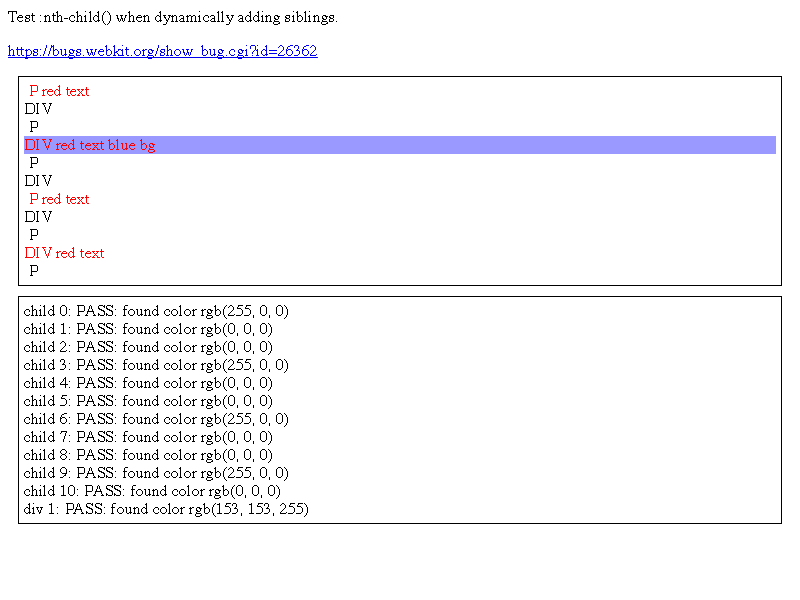 Test :nth-child() when dynamically adding siblings.
https://bugs.webkit.org/show_bug.cgi?id=26362
P red text
DIV
P
DIV red text blue bg
P
DIV
P red text
DIV
P
DIV red text
P
child 0: PASS: found color rgb(255, 0, 0)
child 1: PASS: found color rgb(0, 0, 0)
child 2: PASS: found color rgb(0, 0, 0)
child 3: PASS: found color rgb(255, 0, 0)
child 4: PASS: found color rgb(0, 0, 0)
child 5: PASS: found color rgb(0, 0, 0)
child 6: PASS: found color rgb(255, 0, 0)
child 7: PASS: found color rgb(0, 0, 0)
child 8: PASS: found color rgb(0, 0, 0)
child 9: PASS: found color rgb(255, 0, 0)
child 10: PASS: found color rgb(0, 0, 0)
div 1: PASS: found color rgb(153, 153, 255)